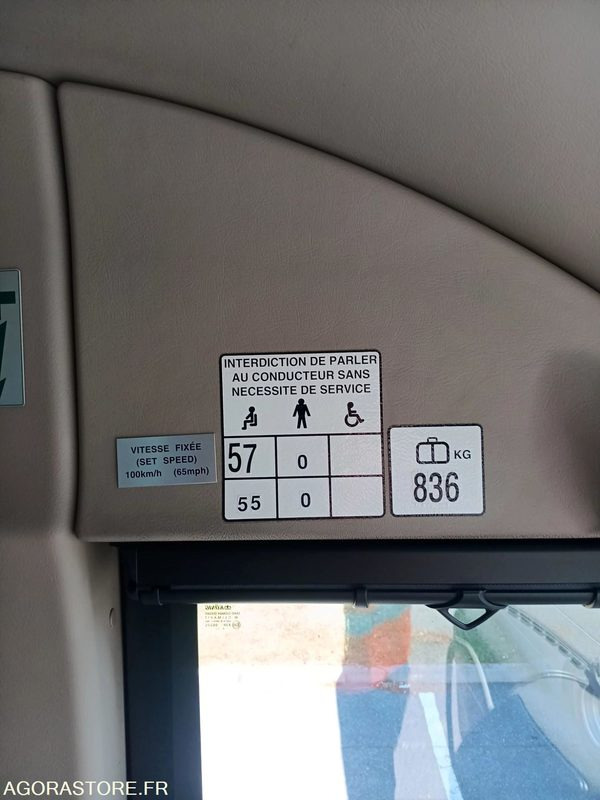 INTERDICTION DE PARLER
AU CONDUCTEUR SANS
NECESSITE DE SERVICE
57 0
55 0
VITESSE FIXÉE
(SET SPEED)
100km/h (65mph)
KG
836
AGORASTORE.FR